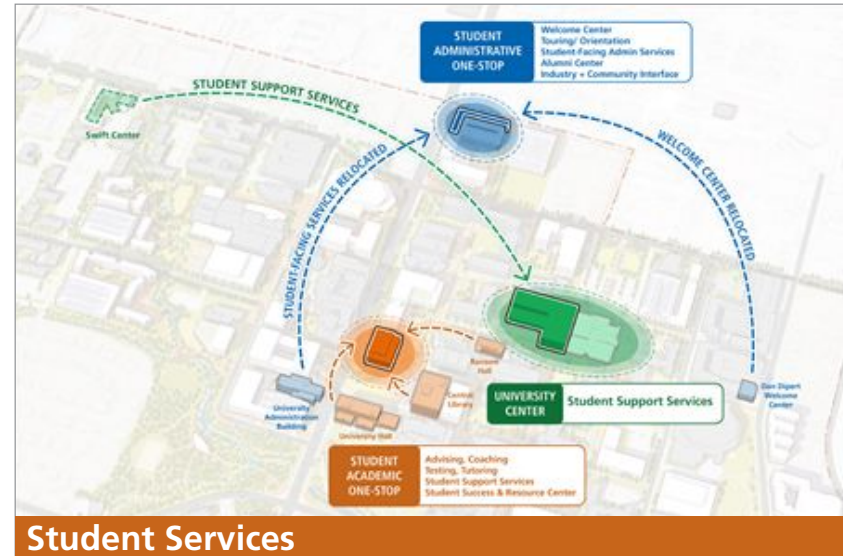 STUDENT
ADMINISTRATIVE
ONE-STOP
Welcome Center
Touring/ Orientation
Student-Facing Admin Services
Alumni Center
Industry + Community Interface
STUDENT SUPPORT SERVICES
Swift Center
STUDENT-FACING SERVICES RELOCATED
WELCOME CENTER RELOCATED
Ransom
Hall
Central
Library
University
Administration
Building
University Hall
Dan Dipert
Welcome
Center
UNIVERSITY
CENTER
Student Support Services
STUDENT
ACADEMIC
ONE-STOP
Advising, Coaching
Testing, Tutoring
Student Support Services
Student Success & Resource Center
Student Services